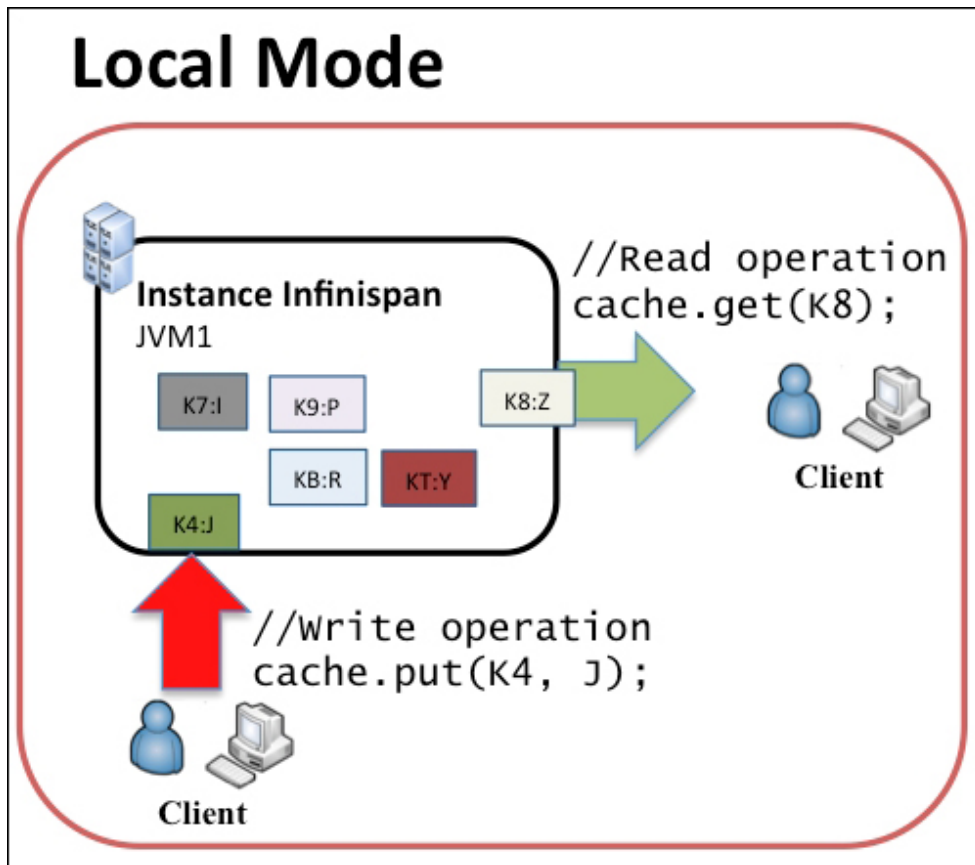 Local Mode
//Read operation
cache.get(K8);
Instance Infinispan
JVM1
K7:I
K9:P
K8:Z
KB:R
KT:Y
K4:J
Client
//Write operation
cache.put(K4, J);
Client